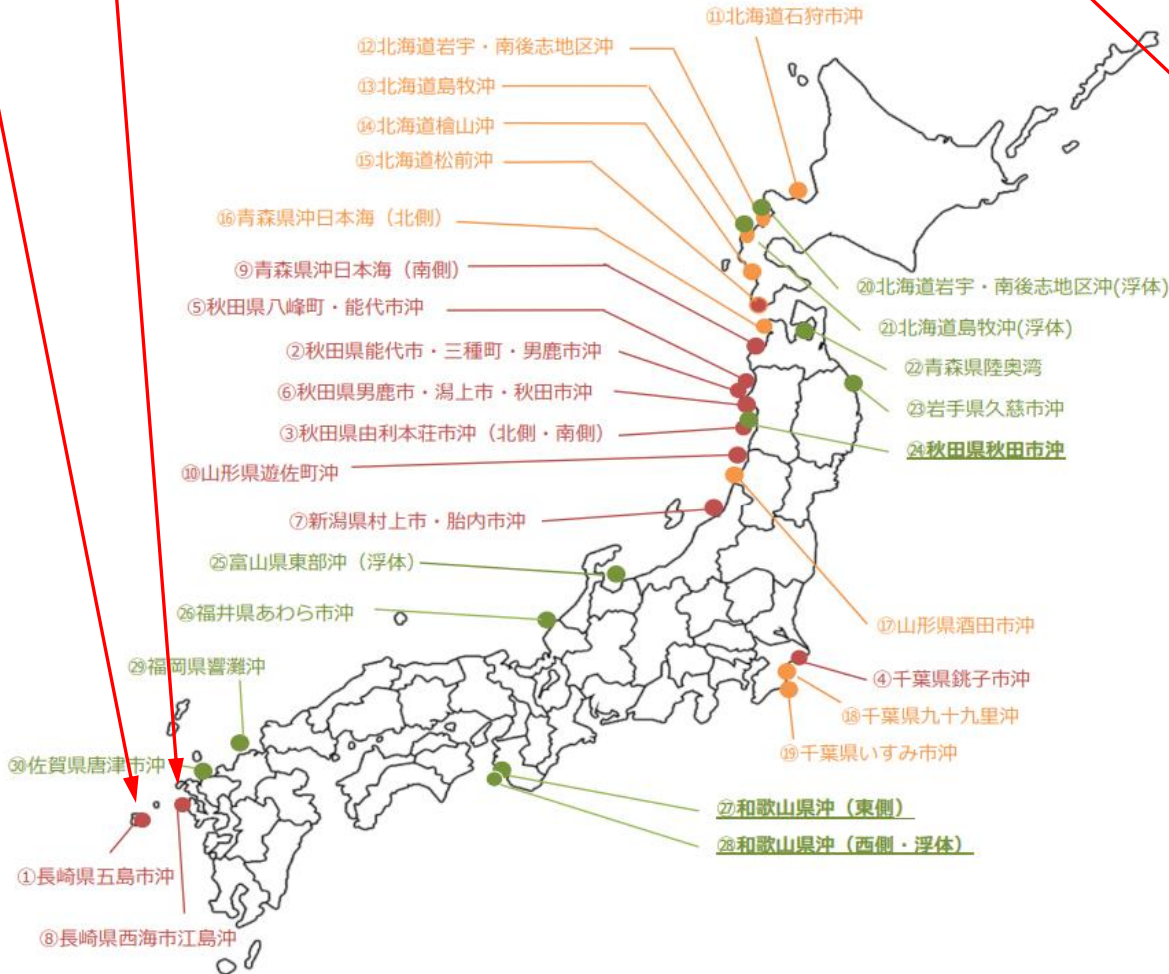 ⑪北海道石狩市沖
⑫北海道岩宇・南後志地区沖
⑬北海道島牧沖
⑭北海道檜山沖
⑮北海道松前沖
⑯青森県沖日本海（北側）
⑨青森県沖日本海（南側）
⑤秋田県八峰町・能代市沖
②秋田県能代市・三種町・男鹿市沖
⑥秋田県男鹿市・潟上市・秋田市沖
③秋田県由利本荘市沖（北側・南側）
⑩山形県遊佐町沖
⑦新潟県村上市・胎内市沖
⑳北海道岩宇・南後志地区沖(浮体)
㉑北海道島牧沖(浮体)
㉒青森県陸奥湾
㉓岩手県久慈市沖
㉔秋田県秋田市沖
㉕富山県東部沖（浮体）
㉖福井県あわら市沖
㉙福岡県響灘沖
㉚佐賀県唐津市沖
①長崎県五島市沖
⑧長崎県西海市江島沖
⑰山形県酒田市沖
④千葉県銚子市沖
⑱千葉県九十九里沖
⑲千葉県いすみ市沖
㉗和歌山県沖（東側）
㉘和歌山県沖（西側・浮体）